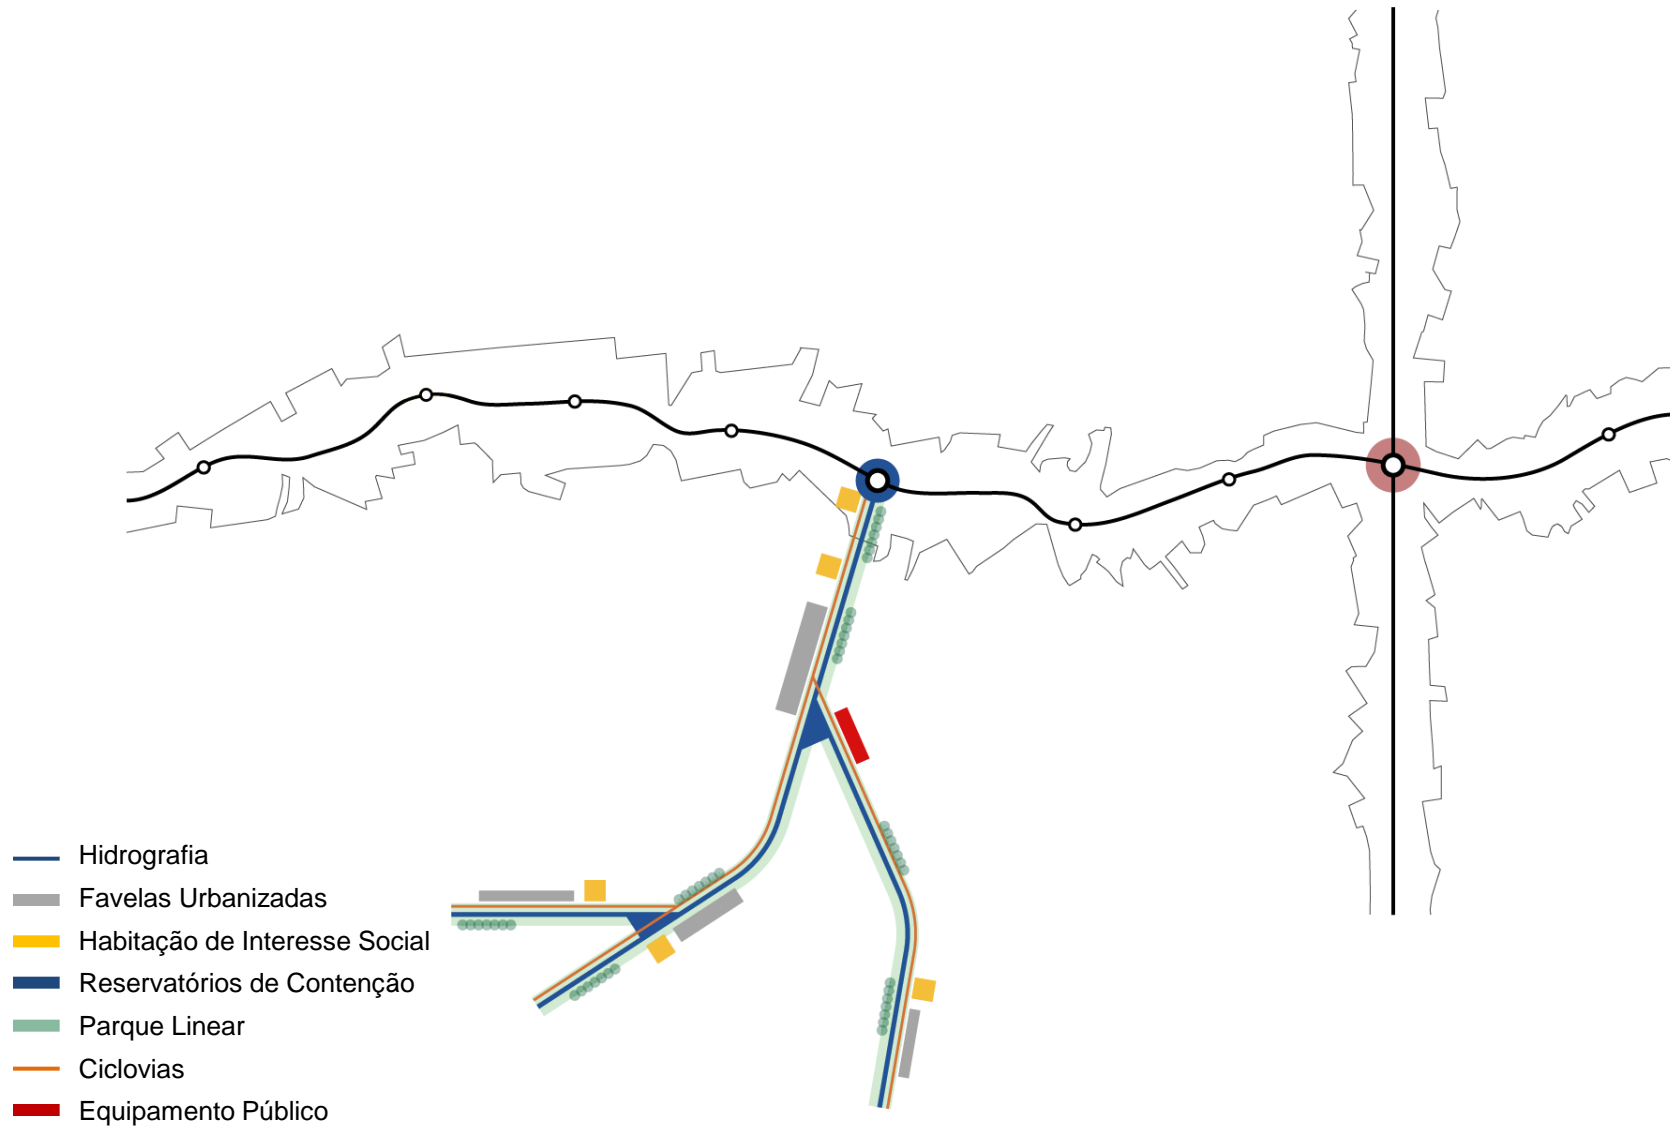 Hidrografia
Favelas Urbanizadas
Habitação de Interesse Social
Reservatórios de Contenção
Parque Linear
Ciclovias
Equipamento Público